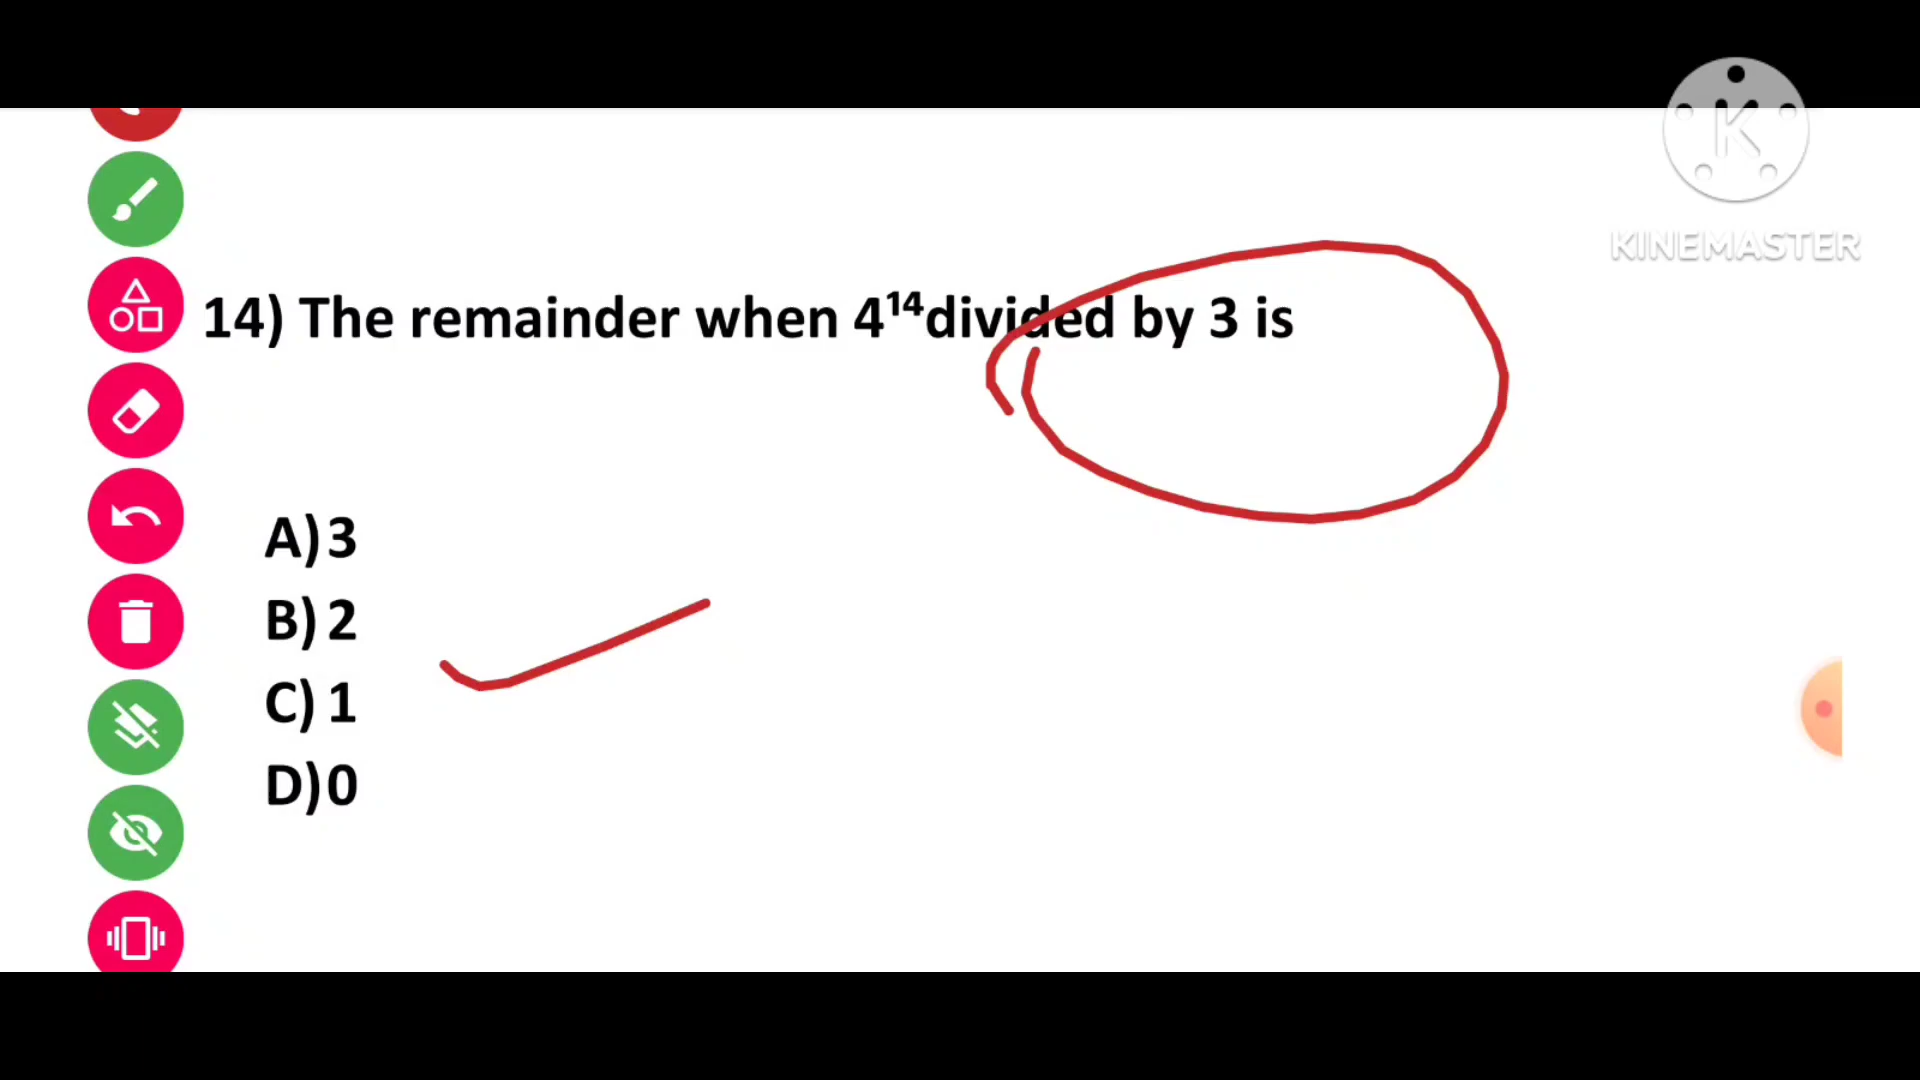 KINEMASTER
14) The remainder when 4¹⁴divided by 3 is
A)3
B)2
C)1
D)0